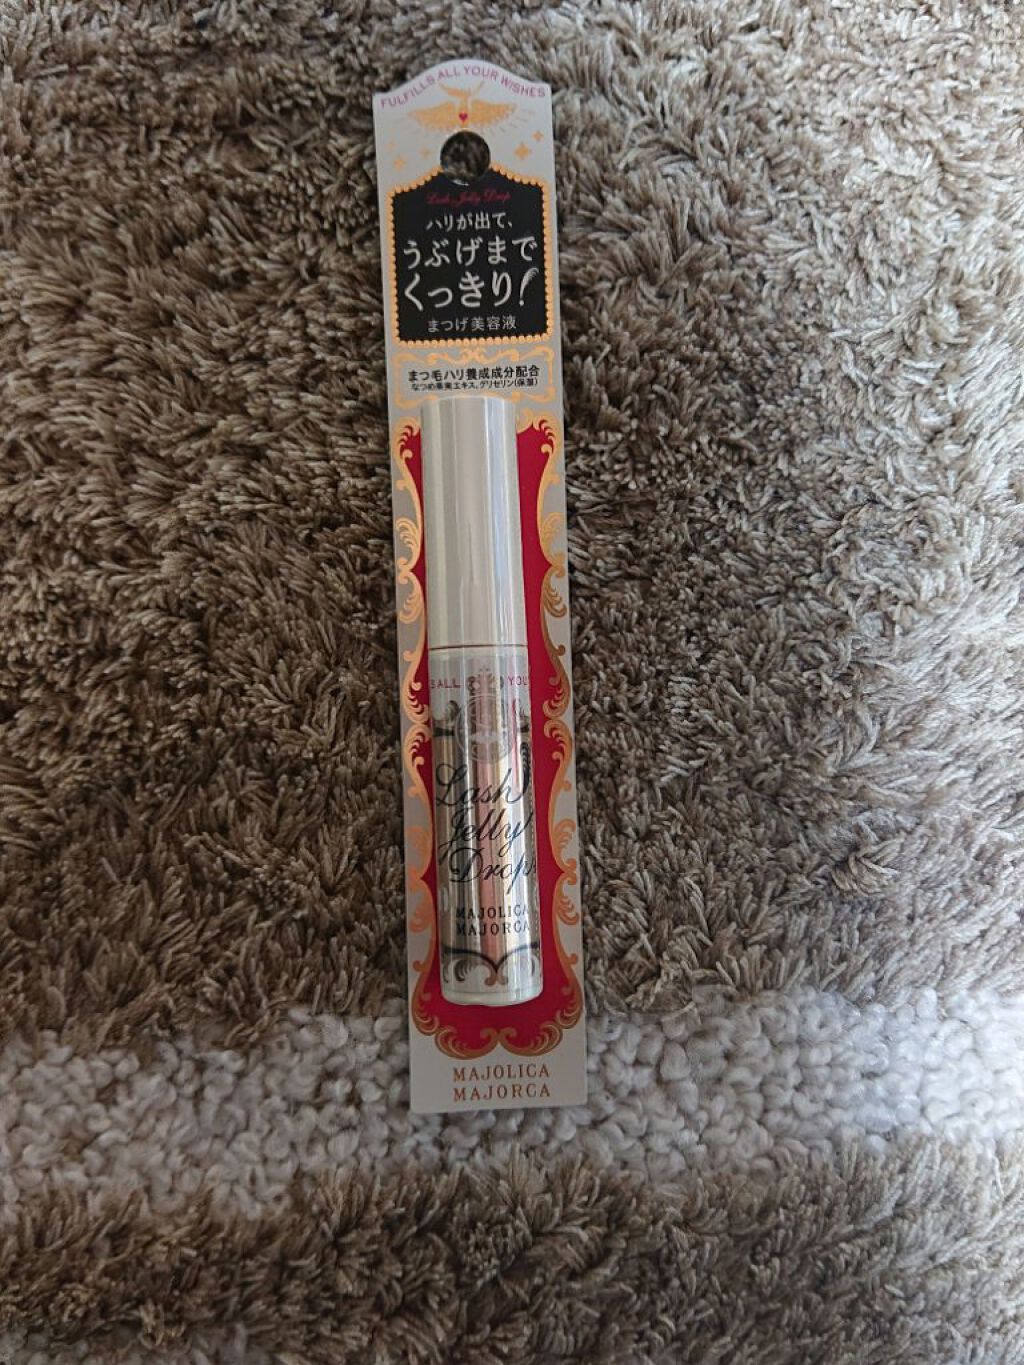 FULFILLS ALL YOUR WISHES
Lash Jelly Drop
ハリが出て、
うぶげまで
くっきり!
まつげ美容液
まつ毛ハリ養成成分配合
なつめ果実エキス、グリセリン(保湿)
S ALL YOU
Lash
Jelly
Drop
MAJOLICA
MAJORCA
MAJOLICA
MAJORCA